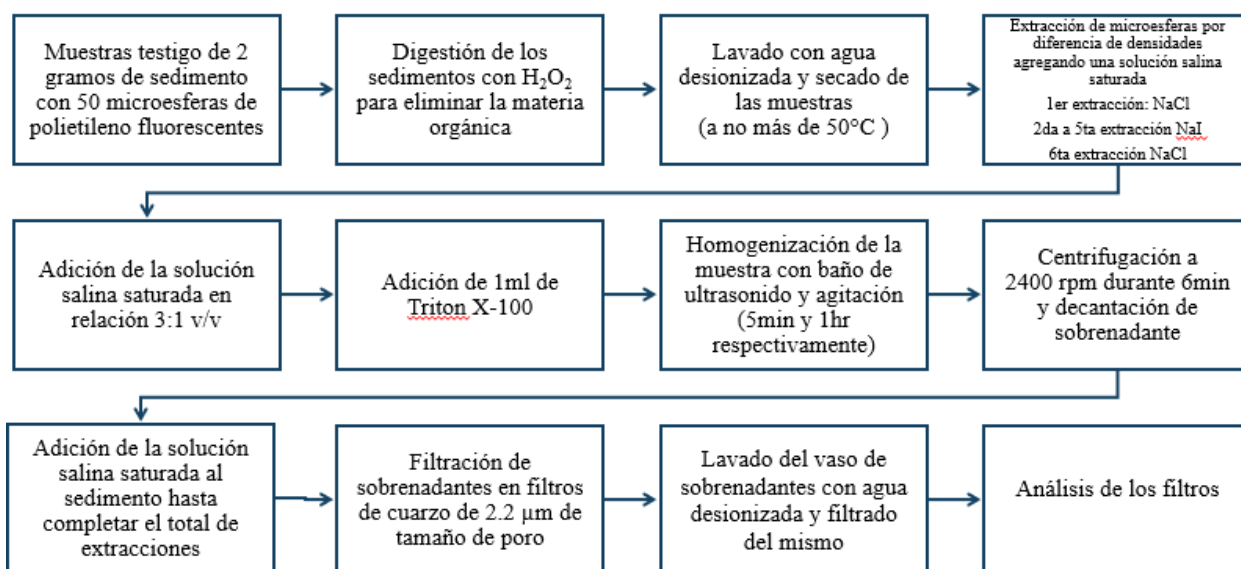 Muestras testigo de 2
gramos de sedimento
con 50 microesferas de
polietileno fluorescentes
Digestión de los
sedimentos con H₂O₂
para eliminar la materia
orgánica
Lavado con agua
desionizada y secado de
las muestras
(a no más de 50°C )
Extracción de microesferas por
diferencia de densidades
agregando una solución salina
saturada
1er extracción: NaCl
2da a 5ta extracción NaI
6ta extracción NaCl
Adición de la solución
salina saturada en
relación 3:1 v/v
Adición de 1ml de
Triton X-100
Homogenización de la
muestra con baño de
ultrasonido y agitación
(5min y 1hr
respectivamente)
Centrifugación a
2400 rpm durante 6min
y decantación de
sobrenadante
Adición de la solución
salina saturada al
sedimento hasta
completar el total de
extracciones
Filtración de
sobrenadantes en filtros
de cuarzo de 2.2 µm de
tamaño de poro
Lavado del vaso de
sobrenadantes con agua
desionizada y filtrado
del mismo
Análisis de los filtros